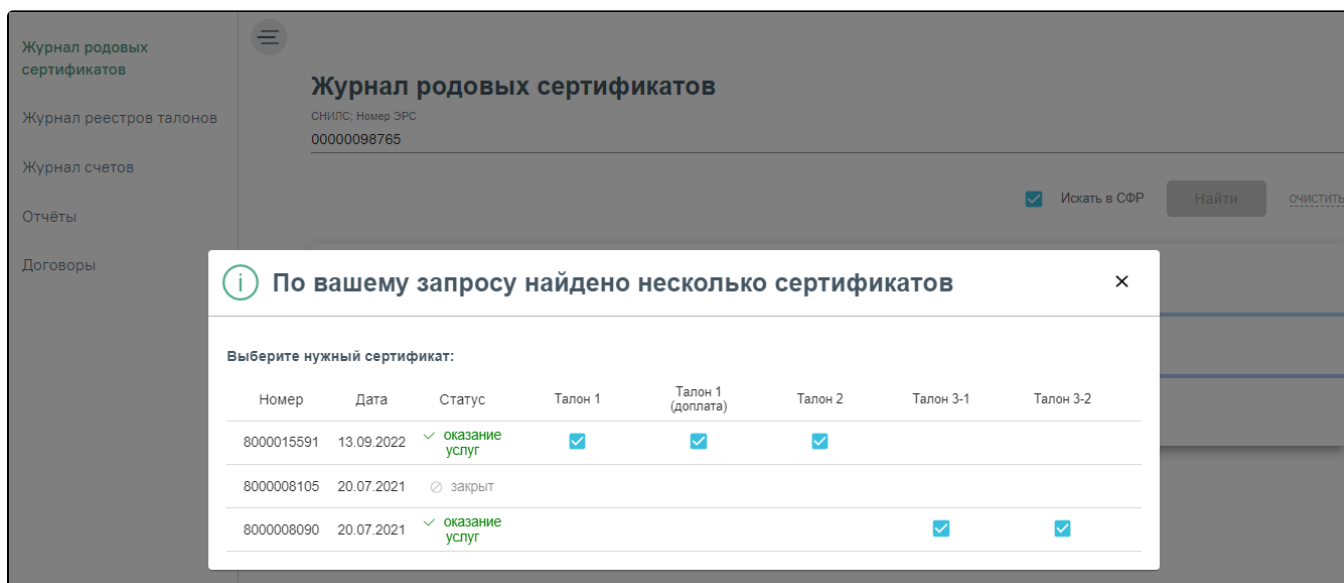 Журнал родовых
сертификатов
Журнал реестров талонов
Журнал счетов
Отчёты
Договоры
Журнал родовых сертификатов
СНИЛС; Номер ЭРС
00000098765
Искать в СФР Найти очистить
По вашему запросу найдено несколько сертификатов
Выберите нужный сертификат:
Номер Дата Статус Талон 1 Талон 1 (доплата) Талон 2 Талон 3-1 Талон 3-2
8000015591 13.09.2022 оказание услуг
8000008105 20.07.2021 закрыт
8000008090 20.07.2021 оказание услуг